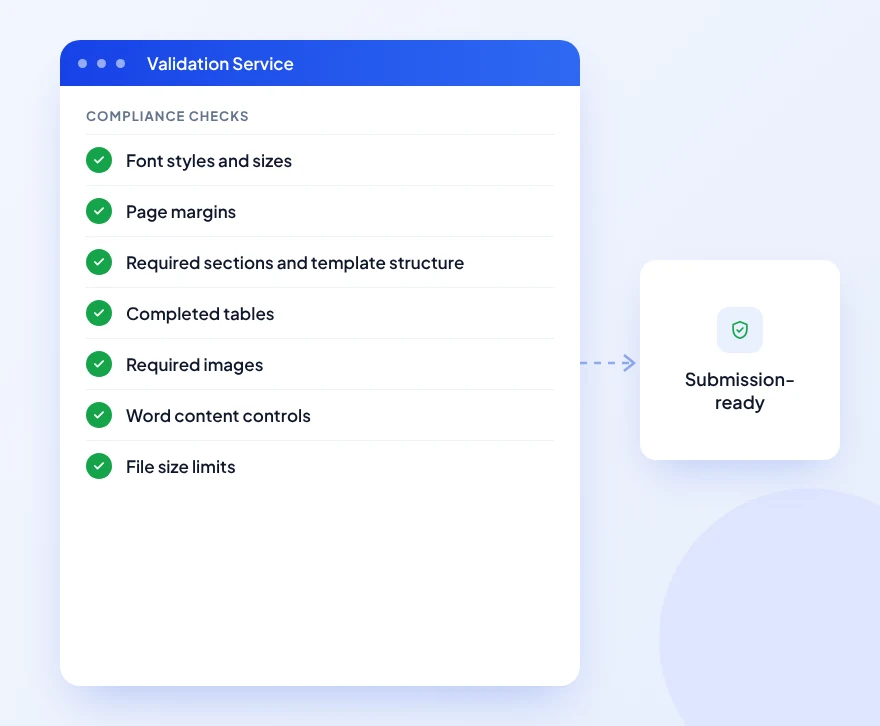 Validation Service
COMPLIANCE CHECKS
Font styles and sizes
Page margins
Required sections and template structure
Completed tables
Required images
Word content controls
File size limits
Submission-
ready